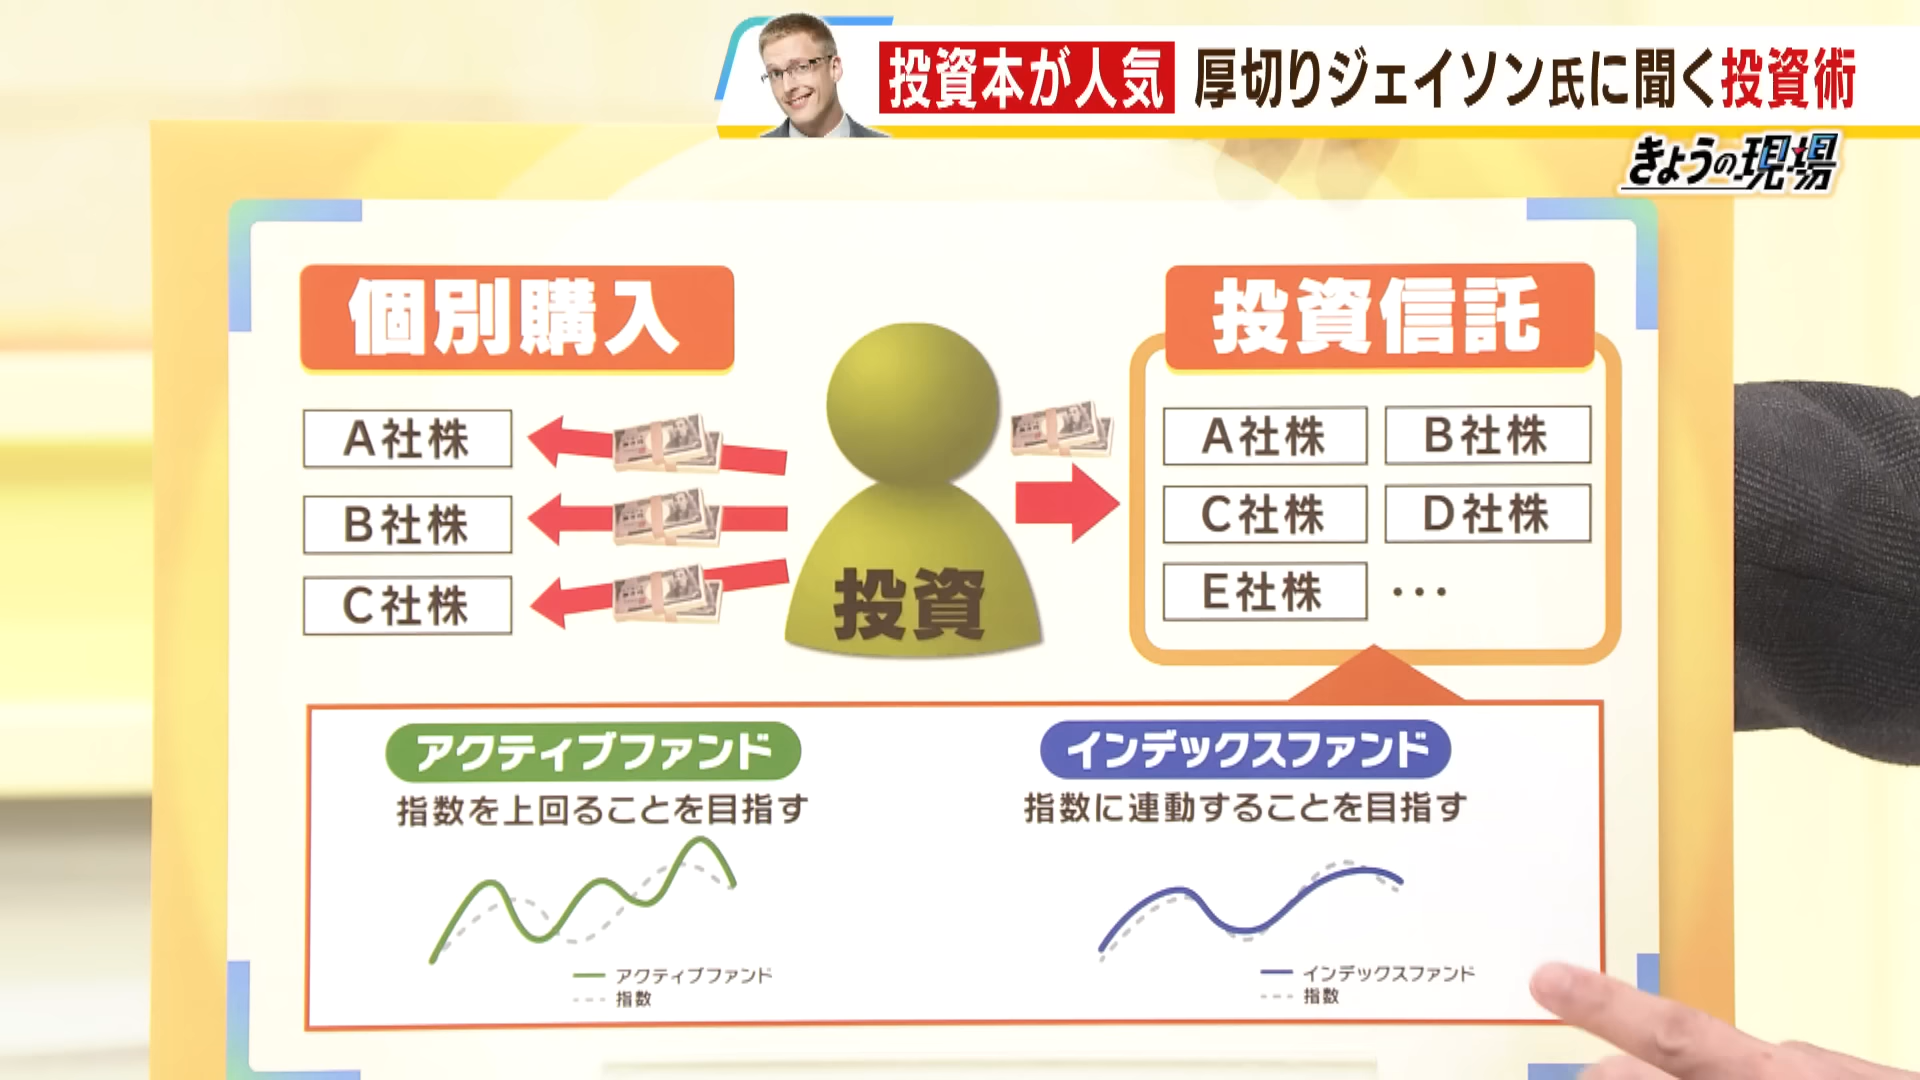 投資本が人気 厚切りジェイソン氏に聞く投資術
きょうの現場
個別購入
A社株
B社株
C社株
投資
投資信託
A社株 B社株
C社株 D社株
E社株 ・・・
アクティブファンド
指数を上回ることを目指す
アクティブファンド
指数
インデックスファンド
指数に連動することを目指す
インデックスファンド
指数